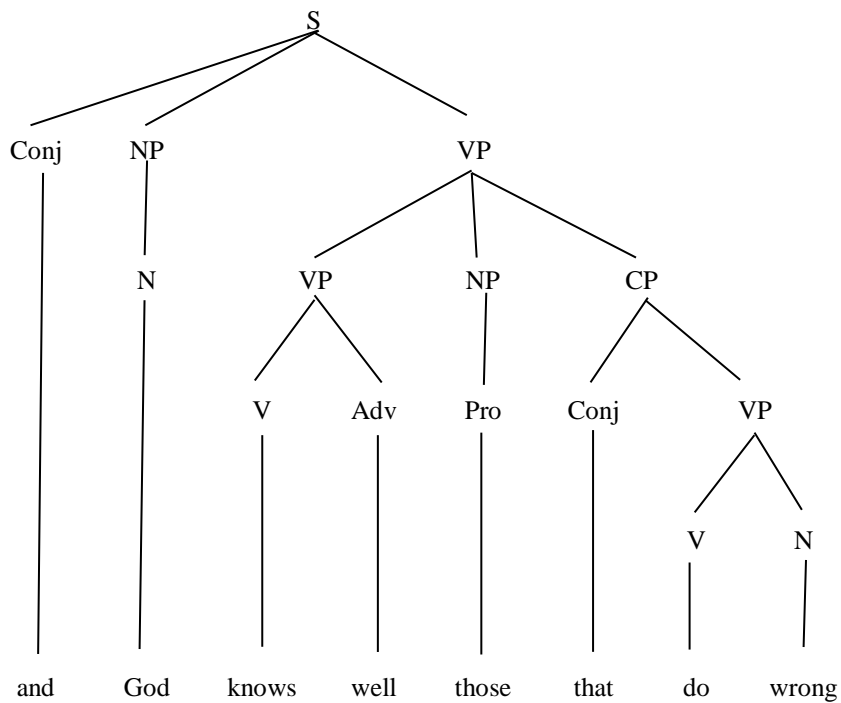 S
Conj NP VP
N VP NP CP
V Adv Pro Conj VP
V N
and God knows well those that do wrong